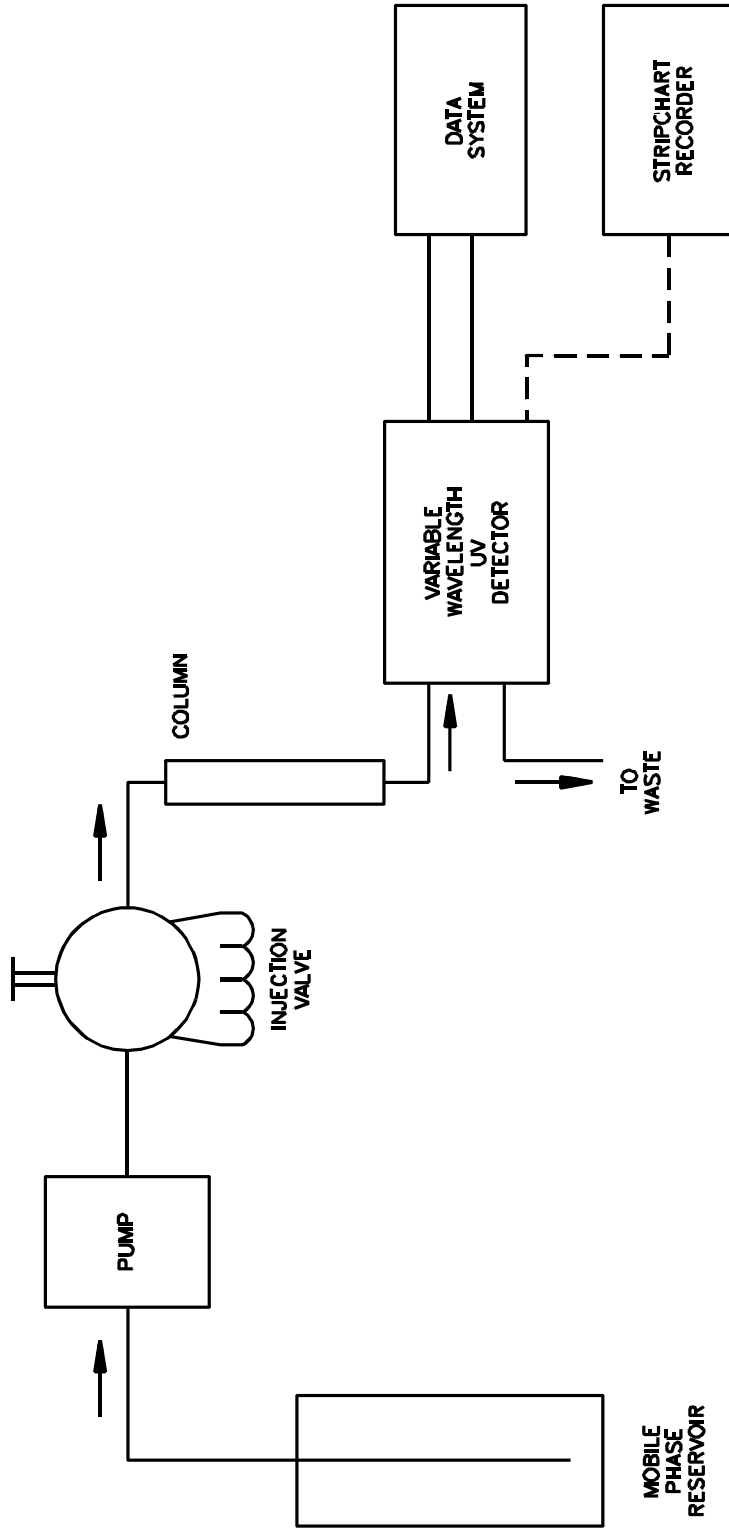 MOBILE
PHASE
RESERVOIR
PUMP
INJECTION
VALVE
COLUMN
TO
WASTE
VARIABLE
WAVELENGTH
UV
DETECTOR
DATA
SYSTEM
STRIPCHART
RECORDER